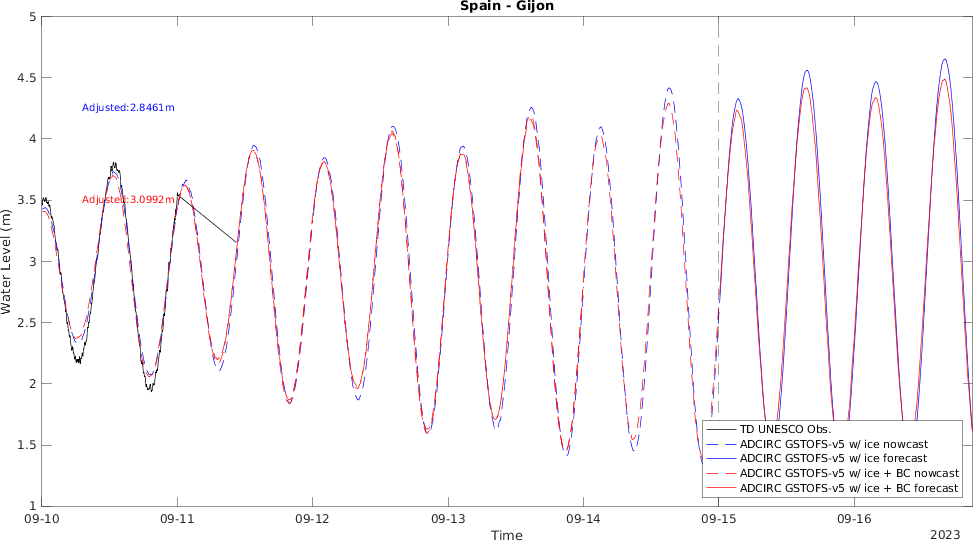 Spain - Gijon
5
4.5
4
3.5
3
2.5
2
1.5
1
Water Level (m)
Adjusted:2.8461m
Adjusted:3.0992m
TD UNESCO Obs.
ADCIRC GSTOFS-v5 w/ ice nowcast
ADCIRC GSTOFS-v5 w/ ice forecast
ADCIRC GSTOFS-v5 w/ ice + BC nowcast
ADCIRC GSTOFS-v5 w/ ice + BC forecast
09-10 09-11 09-12 09-13 09-14 09-15 09-16
Time
2023